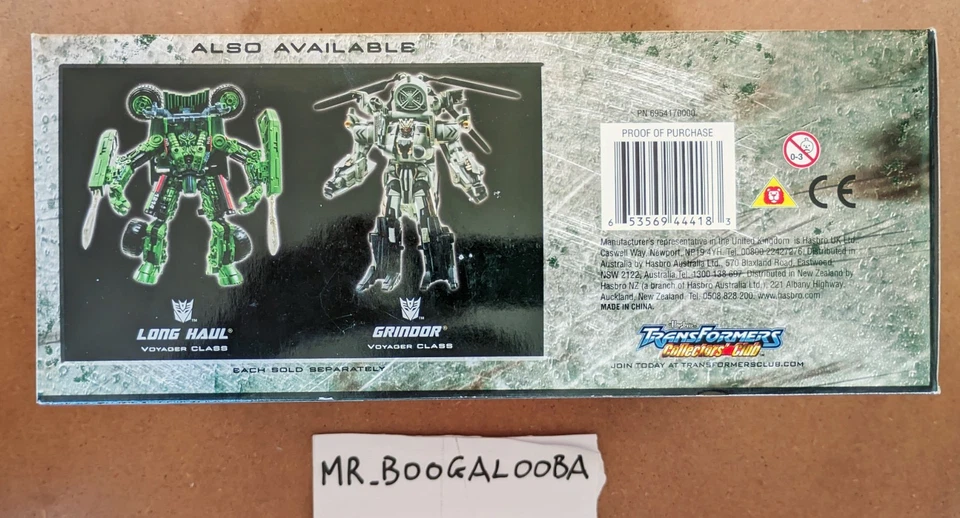 ALSO AVAILABLE
LONG HAUL®
VOYAGER CLASS
GRINDOR®
VOYAGER CLASS
EACH SOLD SEPARATELY
PN 6954170000
PROOF OF PURCHASE
6 53569 44418 3
0-3
CE
Manufacturer's representative in the United Kingdom is Hasbro UK Ltd.,
Caswell Way, Newport, NP19 4YH. Tel. 00800 22427276. Distributed in
Australia by Hasbro Australia Ltd., 570 Blaxland Road, Eastwood,
NSW 2122, Australia.Tel. 1300 138 697. Distributed in New Zealand by
Hasbro NZ (a branch of Hasbro Australia Ltd.), 221 Albany Highway,
Auckland, New Zealand. Tel. 0508 828 200. www.hasbro.com
MADE IN CHINA.
TRANSFORMERS
Collectors' Club
JOIN TODAY AT TRANSFORMERSCLUB.COM
MR_BOOGALOOBA